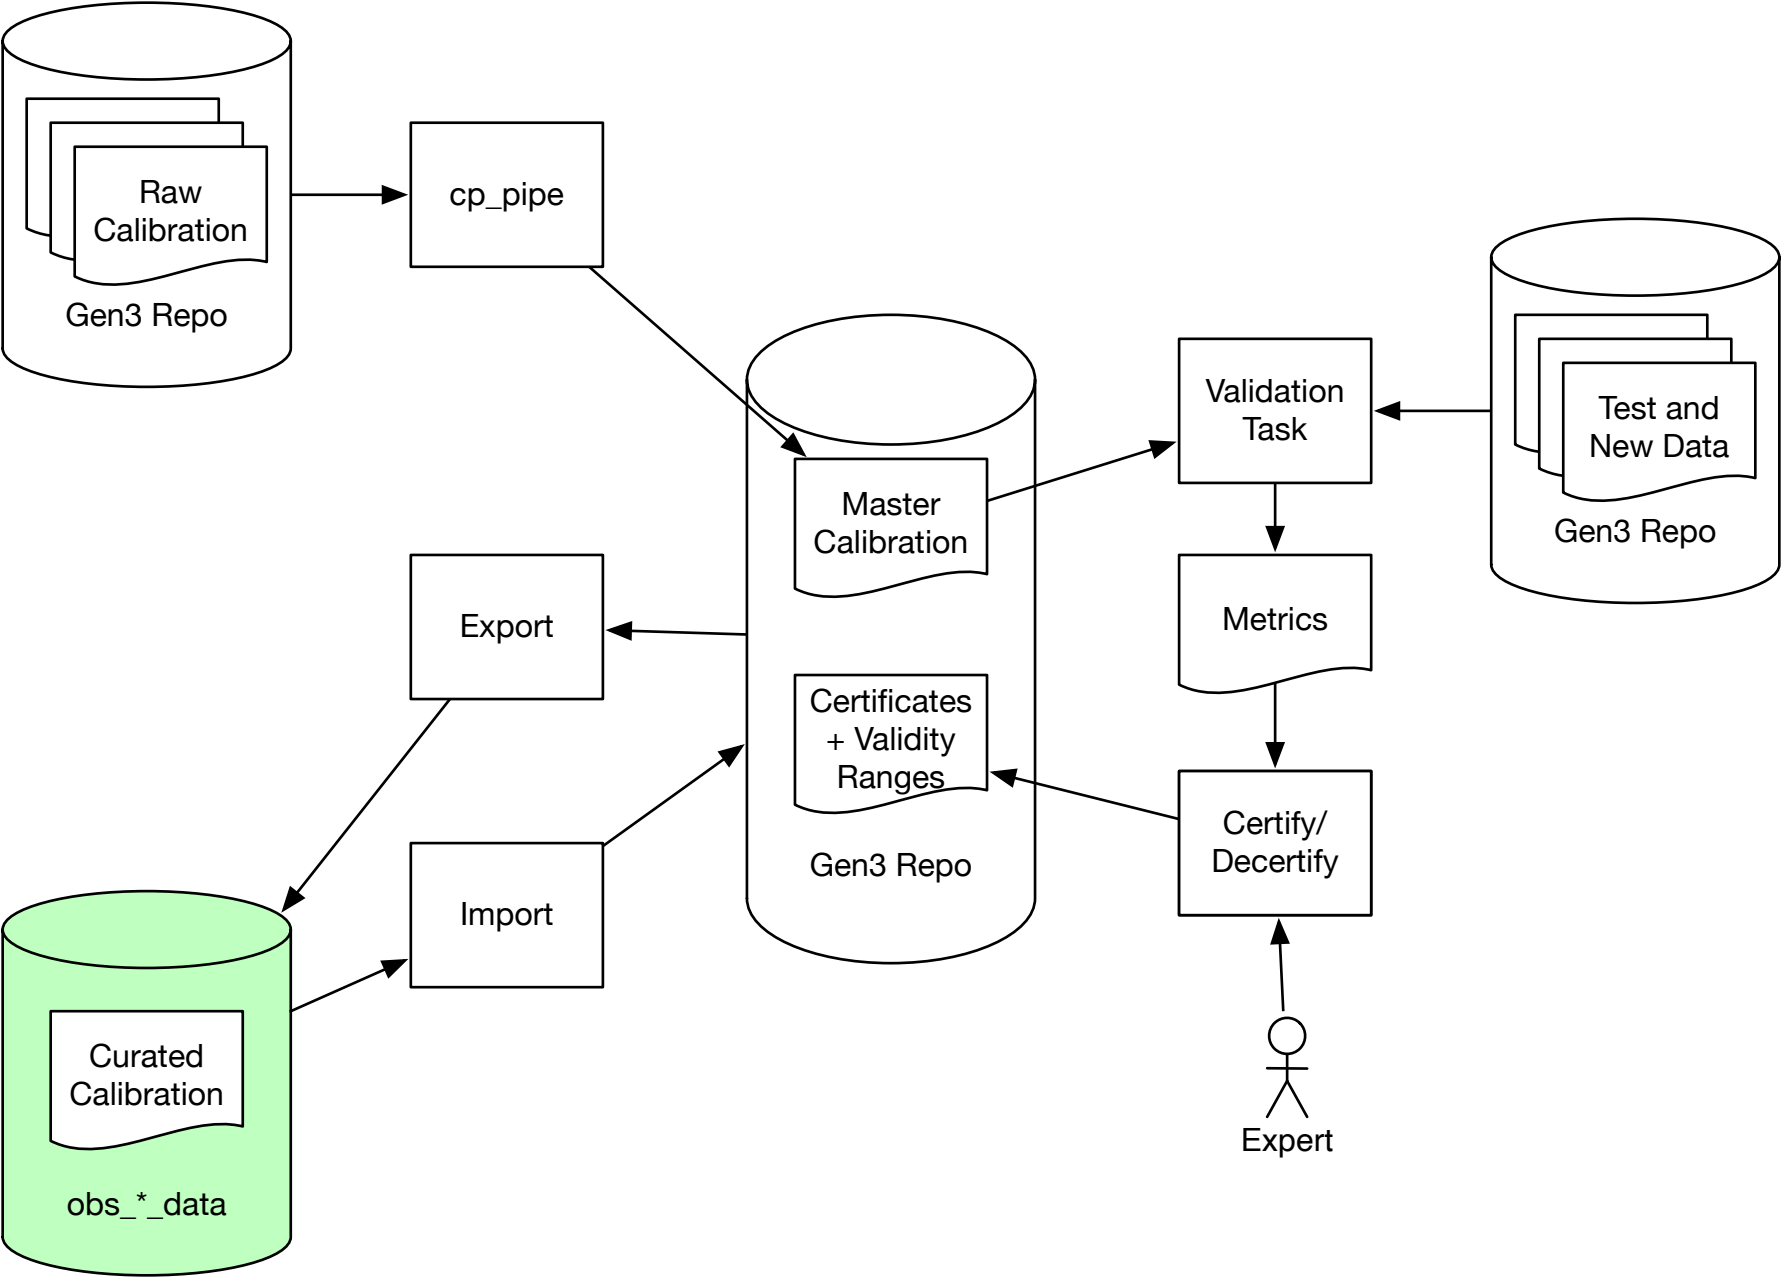 Raw
Calibration
Gen3 Repo
cp_pipe
Validation
Task
Test and
New Data
Gen3 Repo
Master
Calibration
Export
Metrics
Certificates
+ Validity
Ranges
Gen3 Repo
Certify/
Decertify
Import
Curated
Calibration
obs_*_data
Expert